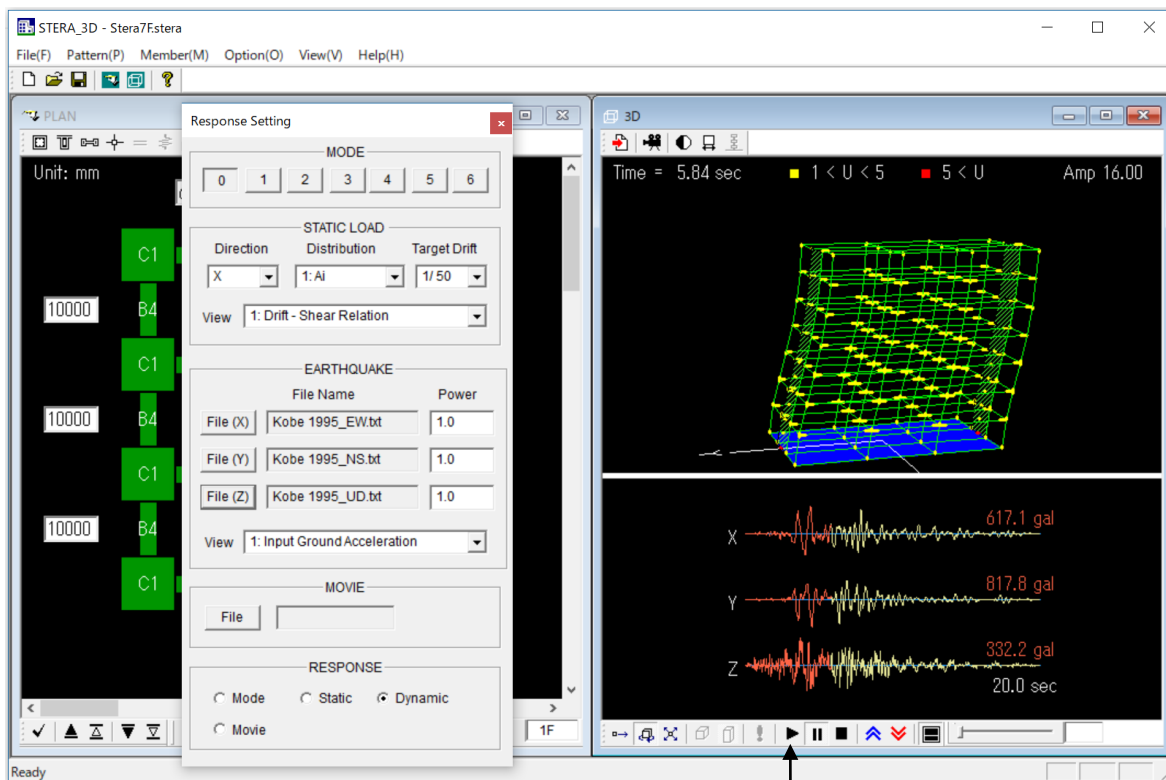 STERA_3D - Stera7F.stera
File(F) Pattern(P) Member(M) Option(O) View(V) Help(H)
PLAN
Unit: mm
C1
10000 B4
C1
10000 B4
C1
10000 B4
C1
1F
Response Setting
MODE
0 1 2 3 4 5 6
STATIC LOAD
Direction Distribution Target Drift
X 1: Ai 1/ 50
View 1: Drift - Shear Relation
EARTHQUAKE
File Name Power
File (X) Kobe 1995_EW.txt 1.0
File (Y) Kobe 1995_NS.txt 1.0
File (Z) Kobe 1995_UD.txt 1.0
View 1: Input Ground Acceleration
MOVIE
File
RESPONSE
Mode Static Dynamic
Movie
3D
Time = 5.84 sec 1 < U < 5 5 < U Amp 16.00
X 617.1 gal
Y 817.8 gal
Z 332.2 gal
20.0 sec
Ready